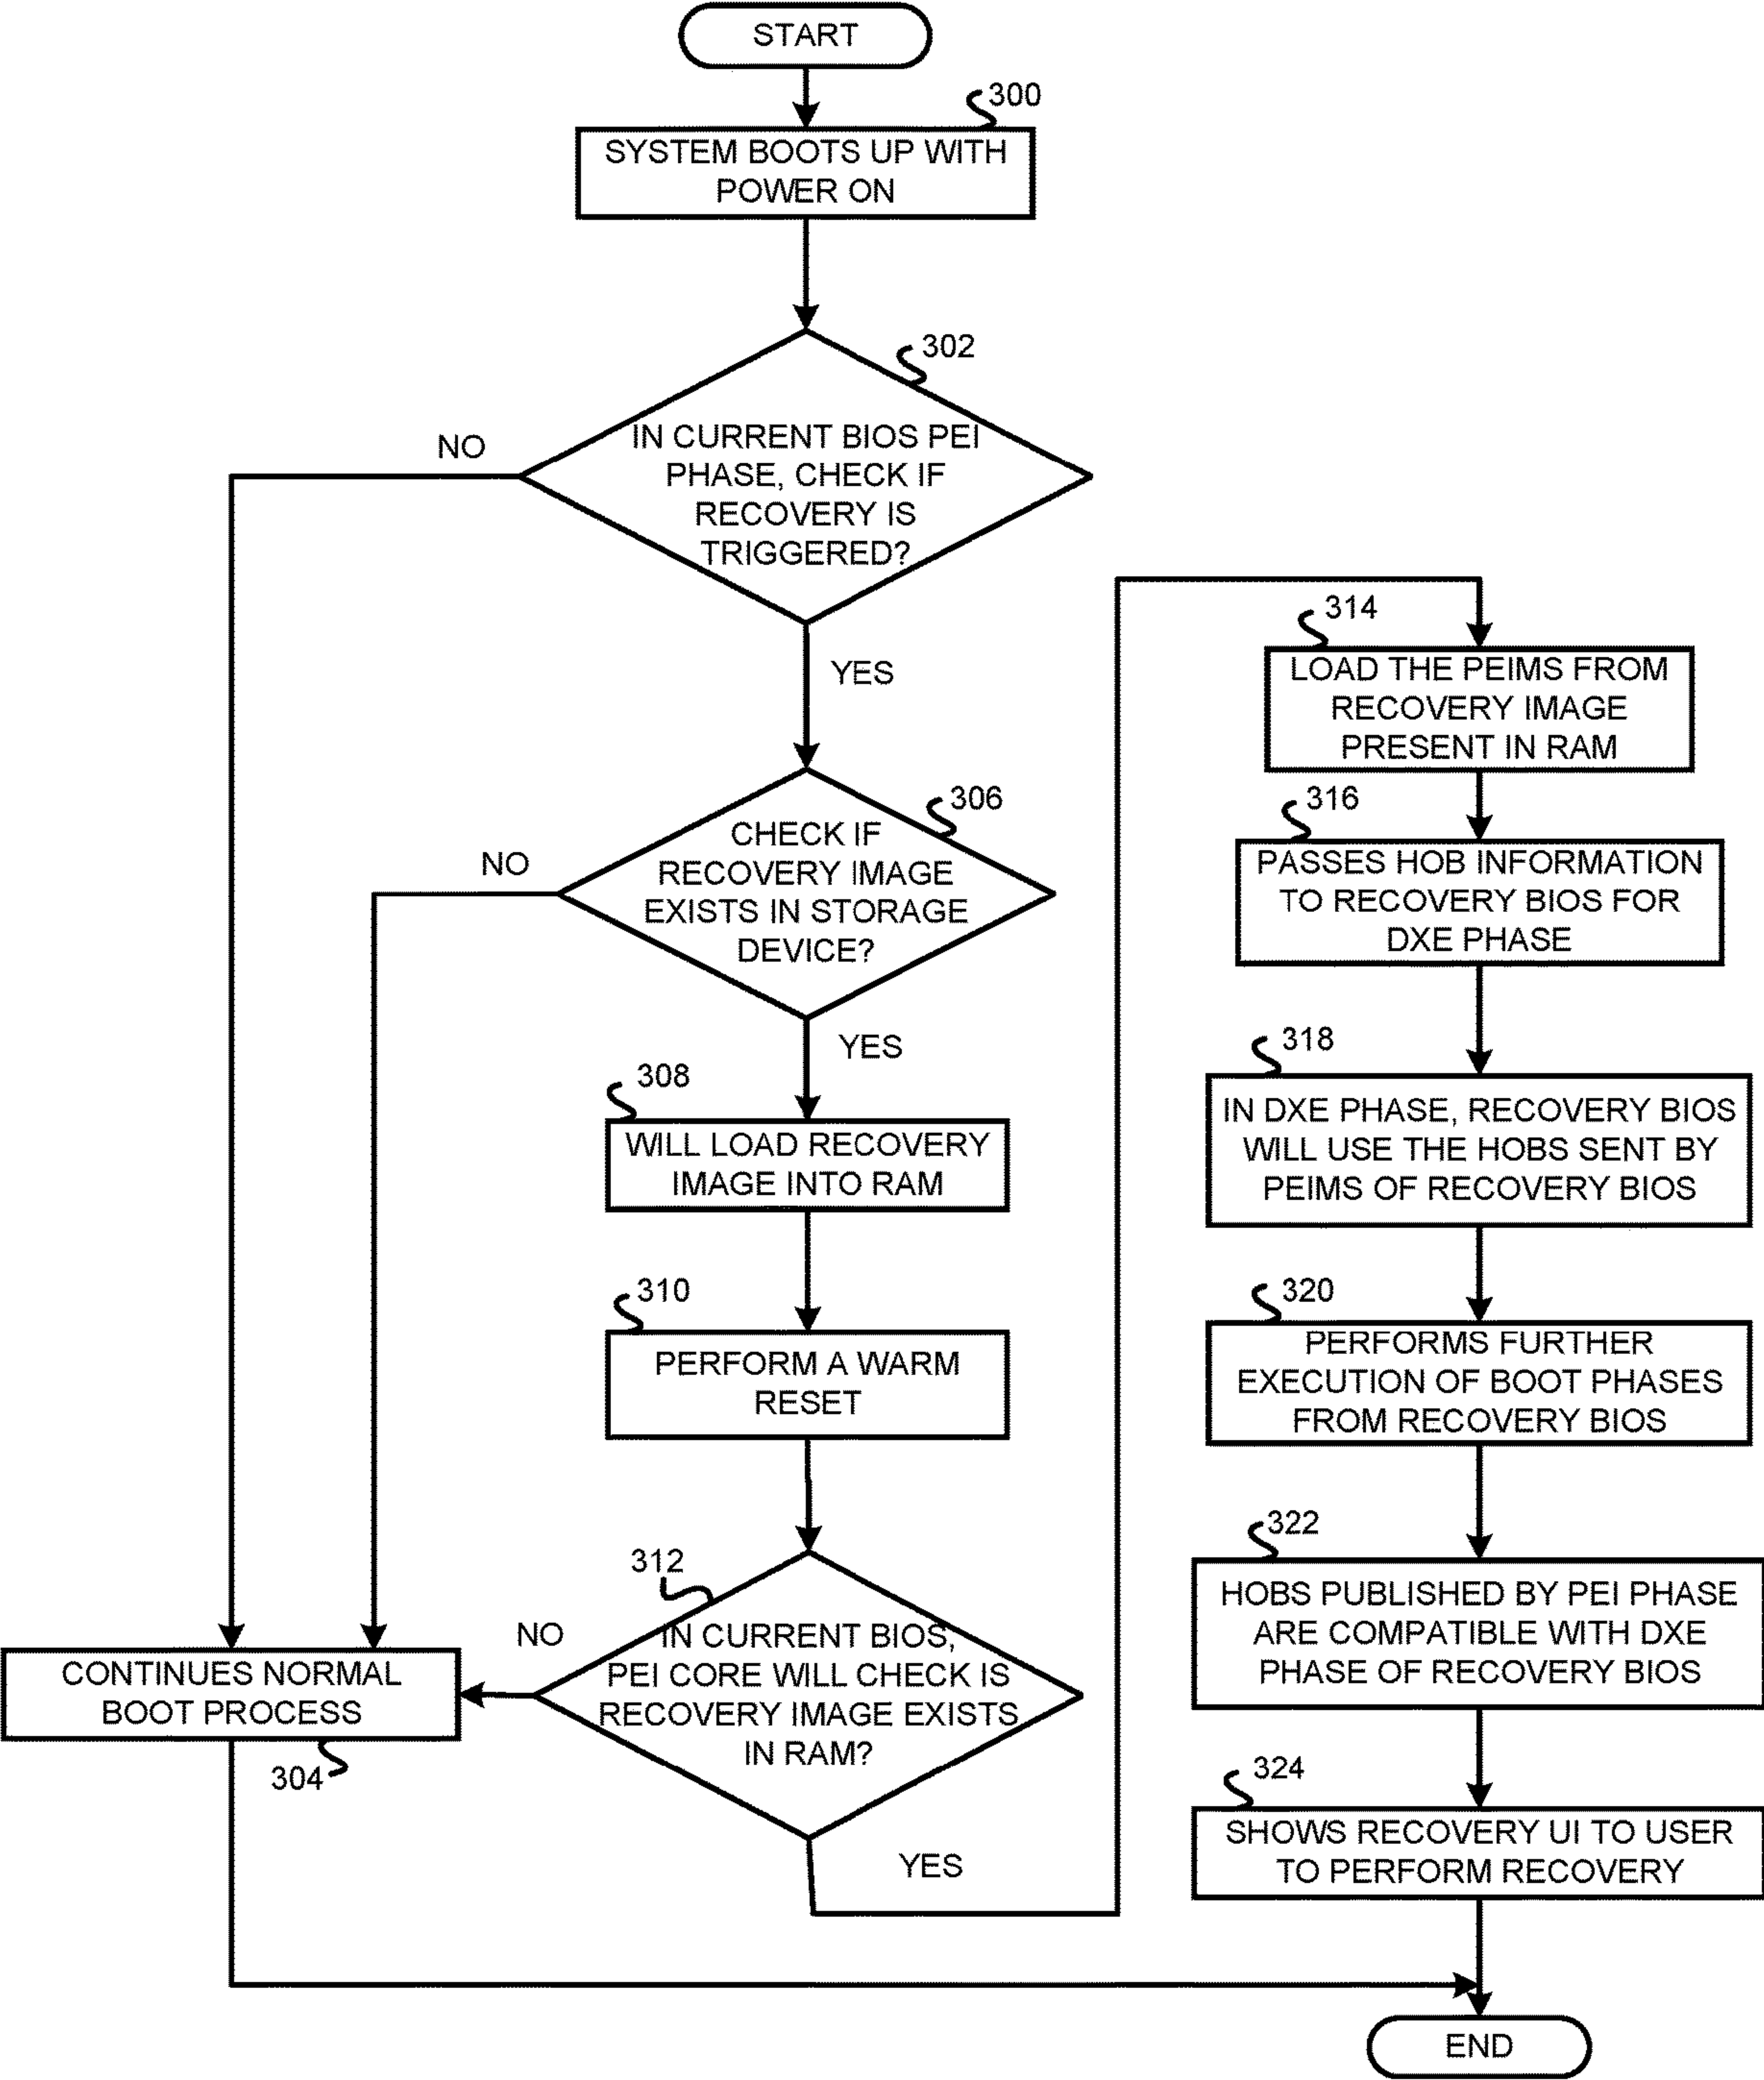 START
300
SYSTEM BOOTS UP WITH
POWER ON
302
IN CURRENT BIOS PEI
PHASE, CHECK IF
RECOVERY IS
TRIGGERED?
NO
YES
306
CHECK IF
RECOVERY IMAGE
EXISTS IN STORAGE
DEVICE?
NO
YES
308
WILL LOAD RECOVERY
IMAGE INTO RAM
310
PERFORM A WARM
RESET
312
IN CURRENT BIOS,
PEI CORE WILL CHECK IS
RECOVERY IMAGE EXISTS
IN RAM?
NO
YES
CONTINUES NORMAL
BOOT PROCESS
304
314
LOAD THE PEIMS FROM
RECOVERY IMAGE
PRESENT IN RAM
316
PASSES HOB INFORMATION
TO RECOVERY BIOS FOR
DXE PHASE
318
IN DXE PHASE, RECOVERY BIOS
WILL USE THE HOBS SENT BY
PEIMS OF RECOVERY BIOS
320
PERFORMS FURTHER
EXECUTION OF BOOT PHASES
FROM RECOVERY BIOS
322
HOBS PUBLISHED BY PEI PHASE
ARE COMPATIBLE WITH DXE
PHASE OF RECOVERY BIOS
324
SHOWS RECOVERY UI TO USER
TO PERFORM RECOVERY
END